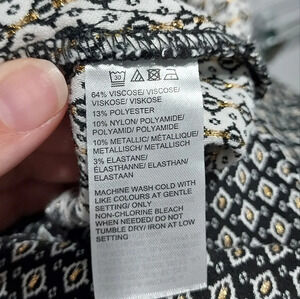 30
64% VISCOSE/ VISCOSE/
VISKOSE/ VISKOSE
13% POLYESTER
10% NYLON/ POLYAMIDE/
POLYAMID/ POLYAMIDE
10% METALLIC/ MÉTALLIQUE/
METALLISCH/ METALLISCH
3% ELASTANE/
ÉLASTHANNE/ ELASTHAN/
ELASTAAN
MACHINE WASH COLD WITH
LIKE COLOURS AT GENTLE
SETTING/ ONLY
NON-CHLORINE BLEACH
WHEN NEEDED/ DO NOT
TUMBLE DRY/ IRON AT LOW
SETTING